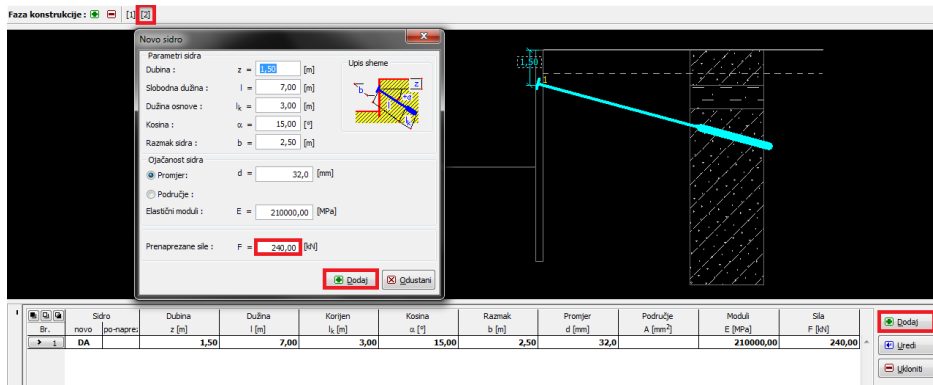 Faza konstrukcije : [1] [2]
Novo sidro
Parametri sidra
Dubina : z = 1,50 [m]
Slobodna dužina : l = 7,00 [m]
Dužina osnove : lk = 3,00 [m]
Kosina : α = 15,00 [°]
Razmak sidra : b = 2,50 [m]
Upis sheme
b z +α l lk
Ojačanost sidra
Promjer: d = 32,0 [mm]
Područje :
Elastični moduli : E = 210000,00 [MPa]
Prenaprezane sile : F = 240,00 [kN]
Dodaj Odustani
1,50
1
Sidro Dubina Dužina Korijen Kosina Razmak Promjer Područje Moduli Sila
Br. novo po-napre: z [m] l [m] lk [m] α [°] b [m] d [mm] A [mm²] E [MPa] F [kN]
1 DA 1,50 7,00 3,00 15,00 2,50 32,0 210000,00 240,00
Dodaj
Uredi
Ukloniti